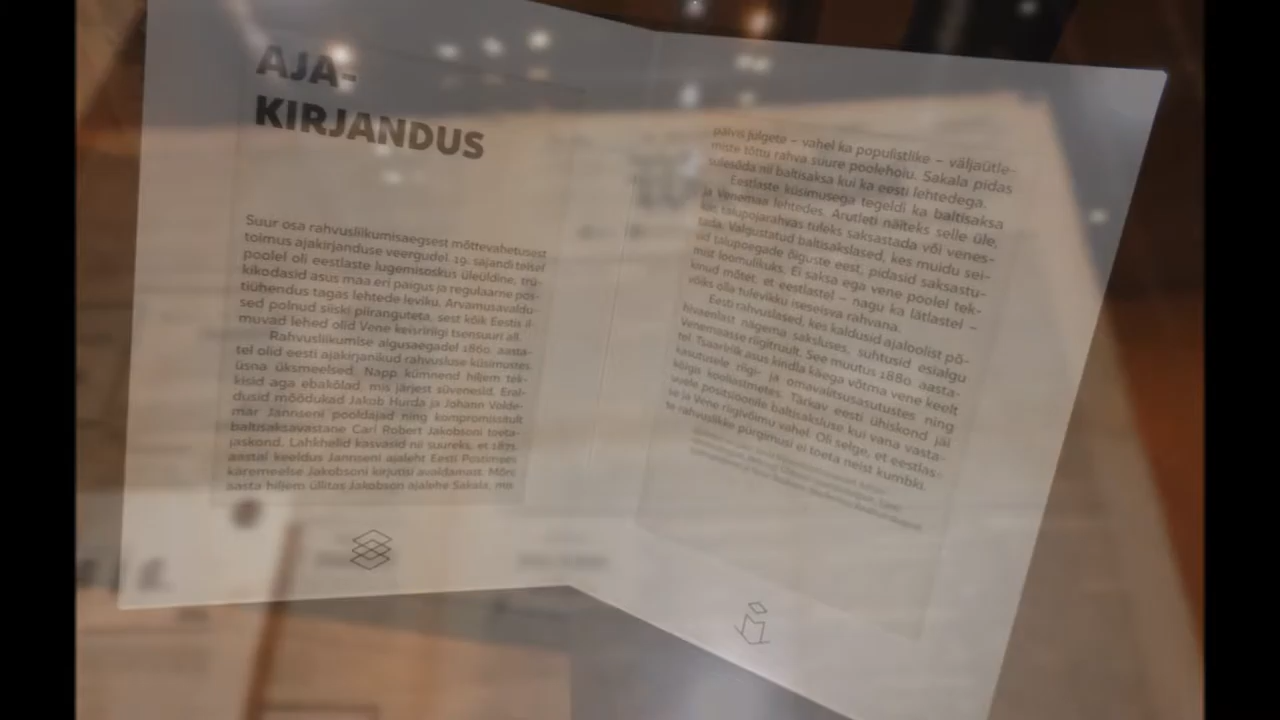 AJA-
KIRJANDUS
Suur osa rahvusliikumisaegsest mõttevahetusest
toimus ajakirjanduse veergudel. 19. sajandi teisel
poolel oli eestlaste lugemisoskus üleüldine, trü-
kikodasid asus maa eri paigus ja regulaarne pos-
tiühendus tagas lehtede leviku. Arvamusavaldu-
sed polnud siiski piiranguteta, sest kõik Eestis il-
muvad lehed olid Vene keisririigi tsensuuri all.
Rahvusliikumise algusaegadel 1860. aasta-
tel olid eesti ajakirjanikud rahvusluse küsimustes
üsna üksmeelsed. Napp kümnend hiljem tek-
kisid aga ebakõlad, mis järjest süvenesid. Eral-
dusid mõõdukad Jakob Hurda ja Johann Volde-
mar Jannseni pooldajad ning kompromissitult
baltisaksavastane Carl Robert Jakobsoni toeta-
jaskond. Lahkhelid kasvasid nii suureks, et 1871.
aastal keeldus Jannseni ajaleht Eesti Postimees
käremeelse Jakobsoni kirjutisi avaldamast. Mõni
aasta hiljem üllitas Jakobson ajalehe Sakala, mis
pälvis julgete – vahel ka populistlike – väljaütle-
miste tõttu rahva suure poolehoiu. Sakala pidas
sulesõda nii baltisaksa kui ka eesti lehtedega.
Eestlaste küsimusega tegeldi ka baltisaksa
ja Venemaa lehtedes. Arutleti näiteks selle üle,
kas talupojarahvas tuleks saksastada või venes-
tada. Valgustatud baltisakslased, kes muidu sei-
sid talupoegade õiguste eest, pidasid saksastu-
mist loomulikuks. Ei saksa ega vene poolel tek-
kinud mõtet, et eestlastel – nagu ka lätlastel –
võiks olla tulevikku iseseisva rahvana.
Eesti rahvuslased, kes kaldusid ajaloolist põ-
hivaenlast nägema saksluses, suhtusid esialgu
Venemaasse riigitruult. See muutus 1880. aasta-
tel. Tsaaririik asus kindla käega võtma vene keelt
kasutusele riigi- ja omavalitsusasutustes ning
kõigis kooliastmetes. Tärkav eesti ühiskond jäi
uuele positsioonile baltisaksluse kui vana vasta-
se ja Vene riigivõimu vahel. Oli selge, et eestlas-
te rahvuslikke pürgimusi ei toeta neist kumbki.